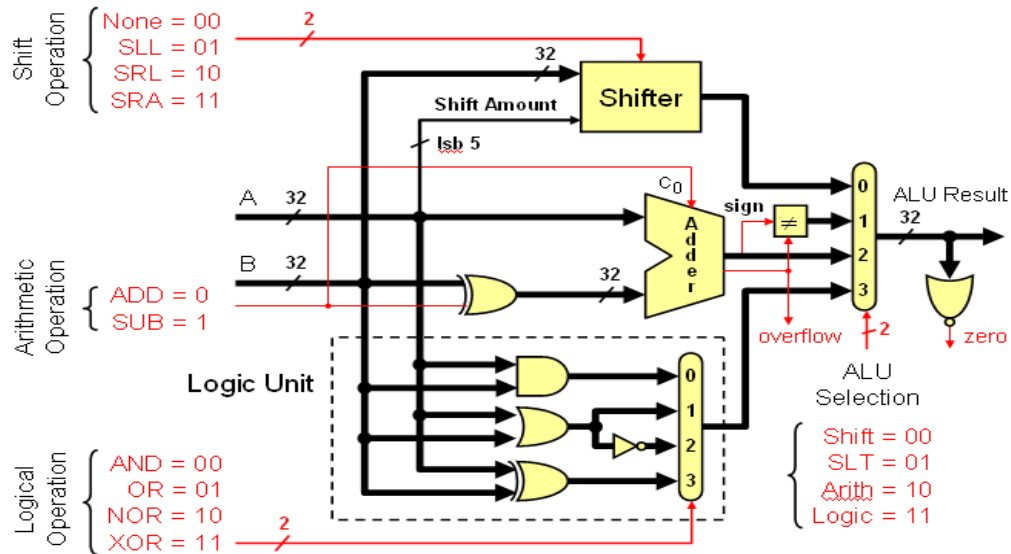 Shift
Operation
None = 00
SLL = 01
SRL = 10
SRA = 11
2
32
Shifter
Shift Amount
lsb 5
A
32
B
32
Arithmetic
Operation
ADD = 0
SUB = 1
c0
Adder
32
sign
≠
overflow
0
1
2
3
ALU Result
32
zero
2
ALU
Selection
Shift = 00
SLT = 01
Arith = 10
Logic = 11
Logic Unit
0
1
2
3
Logical
Operation
AND = 00
OR = 01
NOR = 10
XOR = 11
2